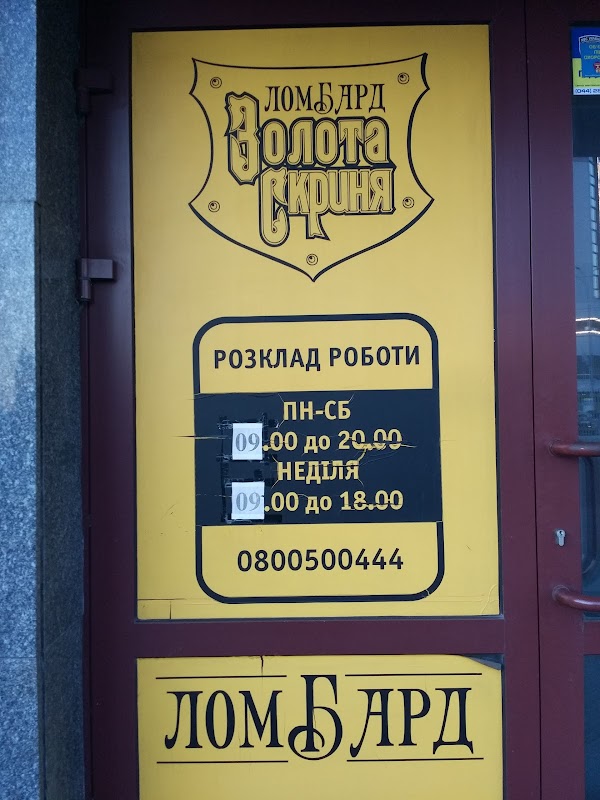 ЛОМБАРД
Золота
Скриня
РОЗКЛАД РОБОТИ
ПН-СБ
09.00 до 20.00
НЕДІЛЯ
09.00 до 18.00
0800500444
ЛОМБАРД